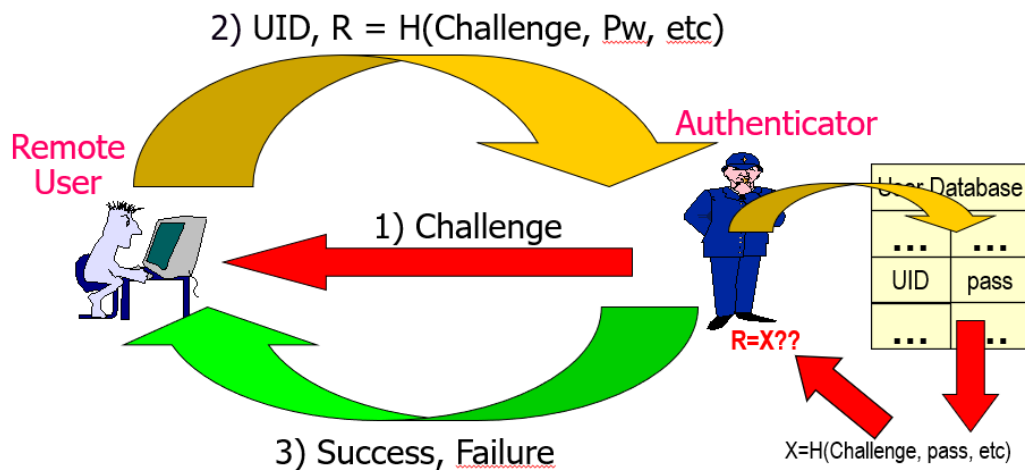 2) UID, R = H(Challenge, Pw, etc)
Authenticator
Remote
User
User Database
1) Challenge
... ...
UID pass
... ...
R=X??
3) Success, Failure
X=H(Challenge, pass, etc)